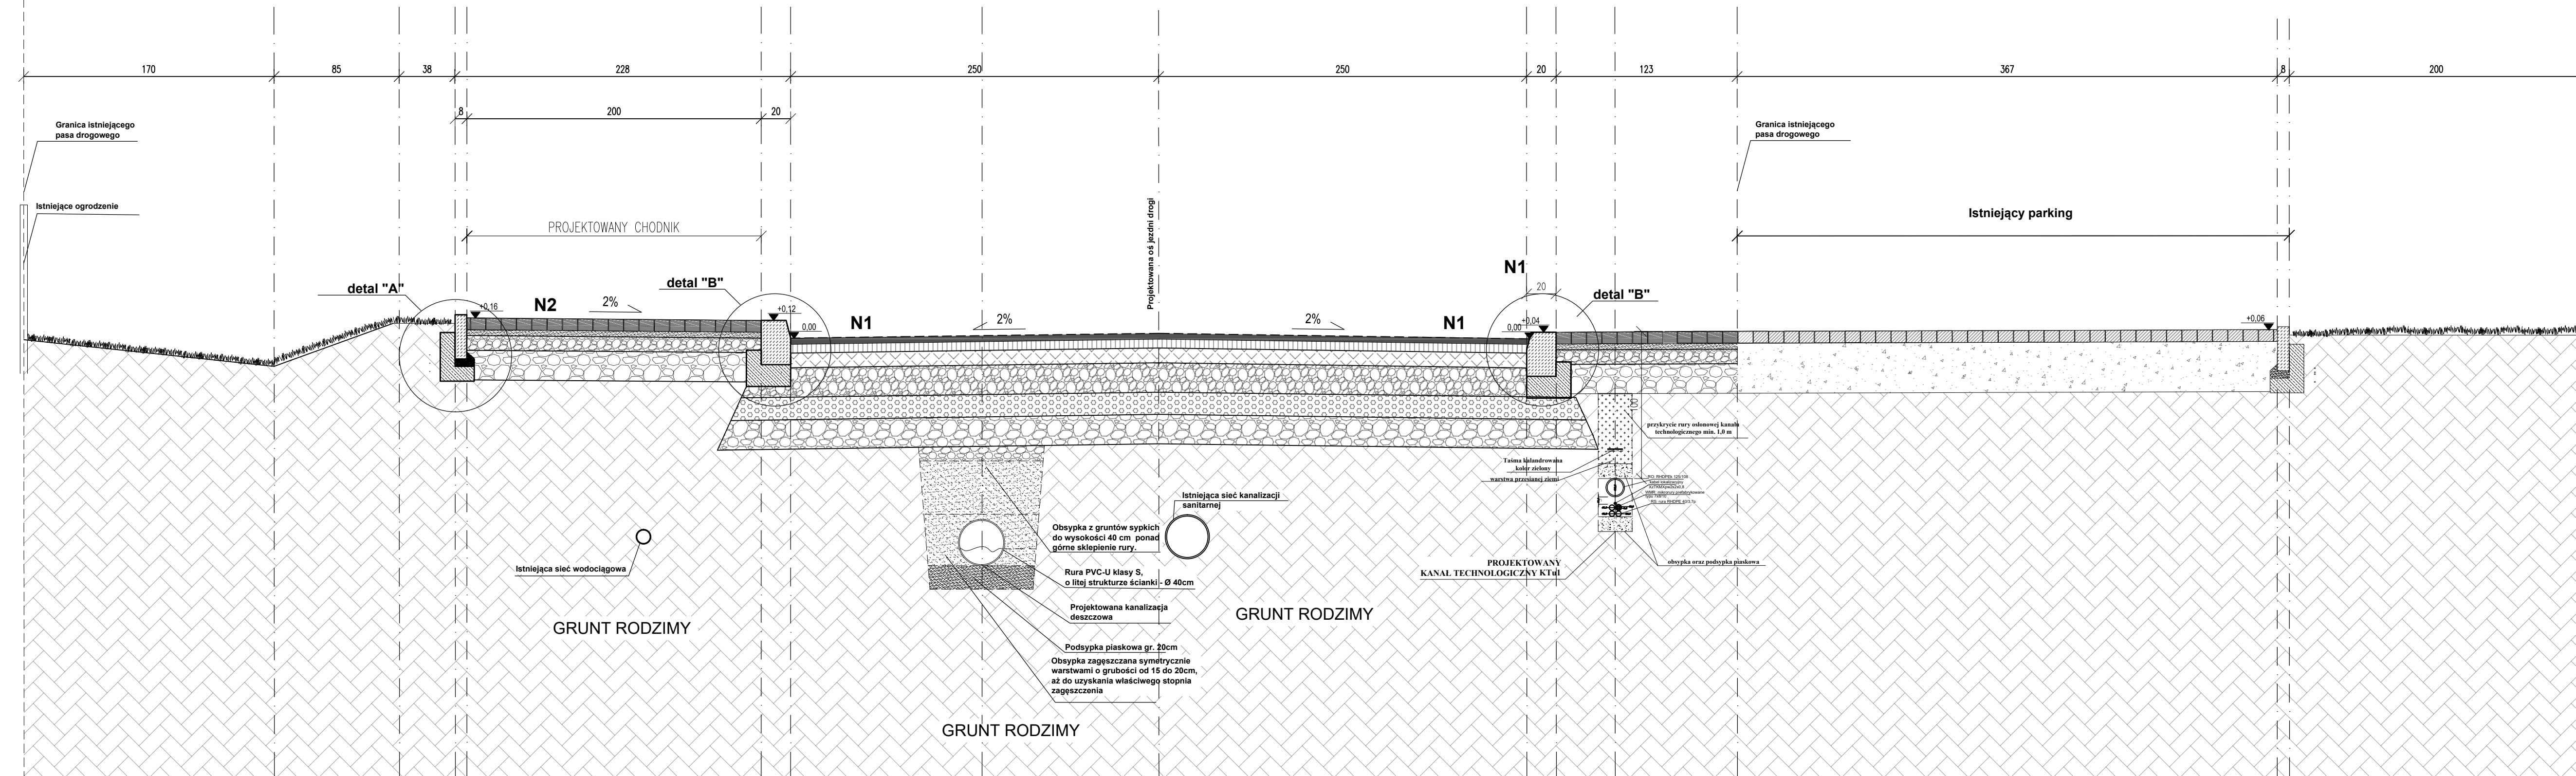 170
85
38
228
250
250
20
123
367
8
200
8
200
20
Granica istniejącego
pasa drogowego
Granica istniejącego
pasa drogowego
Istniejące ogrodzenie
PROJEKTOWANY CHODNIK
Projektowana oś jezdni drogi
Istniejący parking
detal "A"
detal "B"
N1
20
detal "B"
+0,16
N2
2%
+0,12
0,00
N1
2%
2%
N1
0,00
+0,04
+0,06
100
przykrycie rury osłonowej kanału
technologicznego min. 1,0 m
Taśma kalandrowana
kolor zielony
warstwa przesianej ziemi
Istniejąca sieć kanalizacji
sanitarnej
Obsypka z gruntów sypkich
do wysokości 40 cm ponad
górne sklepienie rury.
Istniejąca sieć wodociągowa
Rura PVC-U klasy S,
o litej strukturze ścianki - Ø 40cm
PROJEKTOWANY
KANAŁ TECHNOLOGICZNY KTu1
obsypka oraz podsypka piaskowa
Projektowana kanalizacja
deszczowa
GRUNT RODZIMY
GRUNT RODZIMY
Podsypka piaskowa gr. 20cm
Obsypka zagęszczana symetrycznie
warstwami o grubości od 15 do 20cm,
aż do uzyskania właściwego stopnia
zagęszczenia
GRUNT RODZIMY